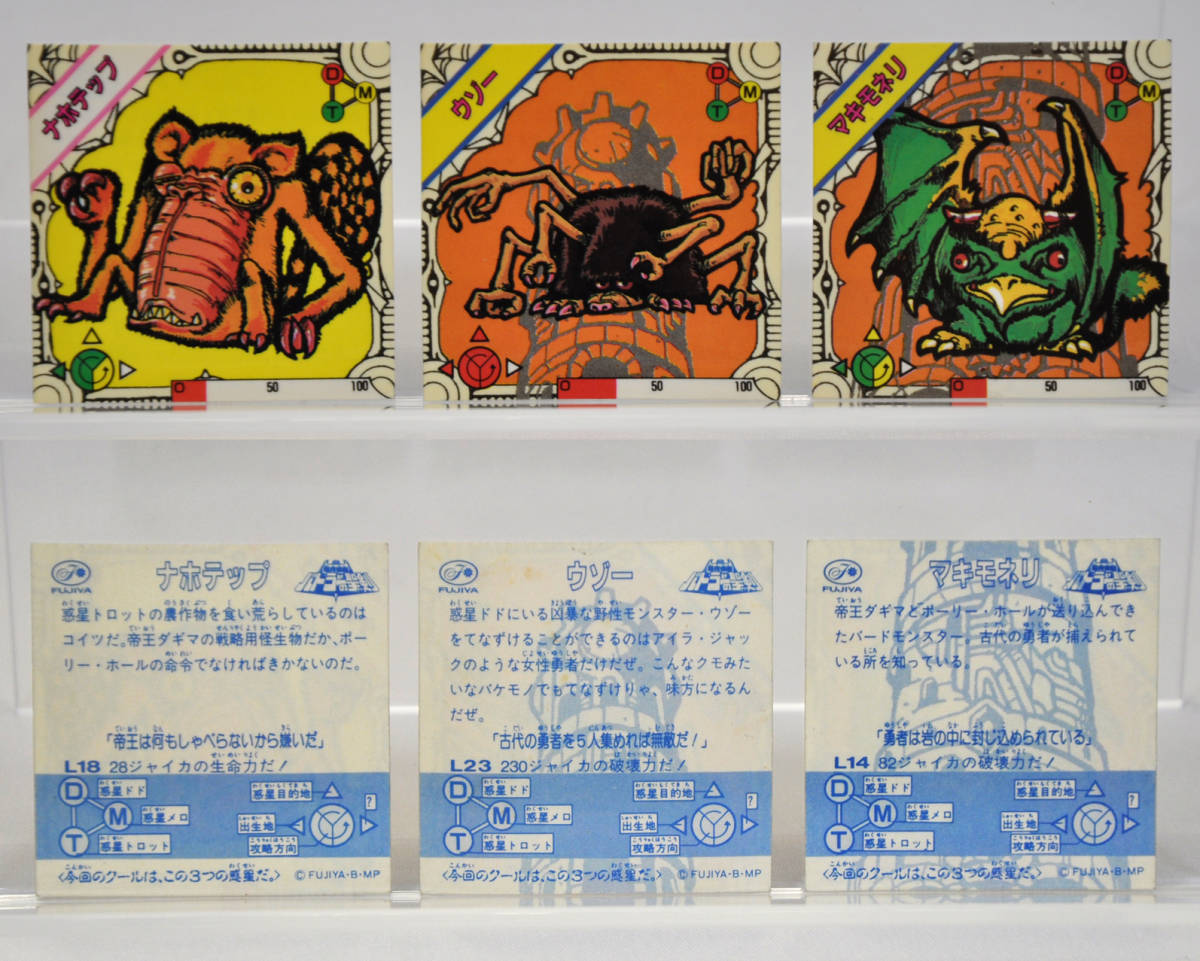 ナホテップ
D
M
T
0 50 100
ウゾー
D
M
T
0 50 100
マキモネリ
D
M
T
0 50 100
FUJIYA
ナホテップ
惑星トロットの農作物を食い荒らしているのは
コイツだ。帝王ダギマの戦略用怪生物だか、ポー
リー・ホールの命令でなければきかないのだ。
「帝王は何もしゃべらないから嫌いだ」
L18 28ジャイカの生命力だ!
D 惑星ドド
M 惑星メロ
T 惑星トロット
惑星目的地
?
出生地
攻略方向
〈今回のクールは、この3つの惑星だ。〉
©FUJIYA・B・MP
FUJIYA
ウゾー
惑星ドドにいる凶暴な野性モンスター・ウゾー
をてなずけることができるのはアイラ・ジャッ
クのような女性勇者だけだぜ。こんなクモみた
いなバケモノでもてなずけりゃ、味方になるん
だぜ。
「古代の勇者を5人集めれば無敵だ!」
L23 230ジャイカの破壊力だ!
D 惑星ドド
M 惑星メロ
T 惑星トロット
惑星目的地
?
出生地
攻略方向
〈今回のクールは、この3つの惑星だ。〉
©FUJIYA・B・MP
FUJIYA
マキモネリ
帝王ダギマとポーリー・ホールが送り込んでき
たバードモンスター。古代の勇者が捕えられて
いる所を知っている。
「勇者は岩の中に封じ込められている」
L14 82ジャイカの破壊力だ!
D 惑星ドド
M 惑星メロ
T 惑星トロット
惑星目的地
?
出生地
攻略方向
〈今回のクールは、この3つの惑星だ。〉
©FUJIYA・B・MP